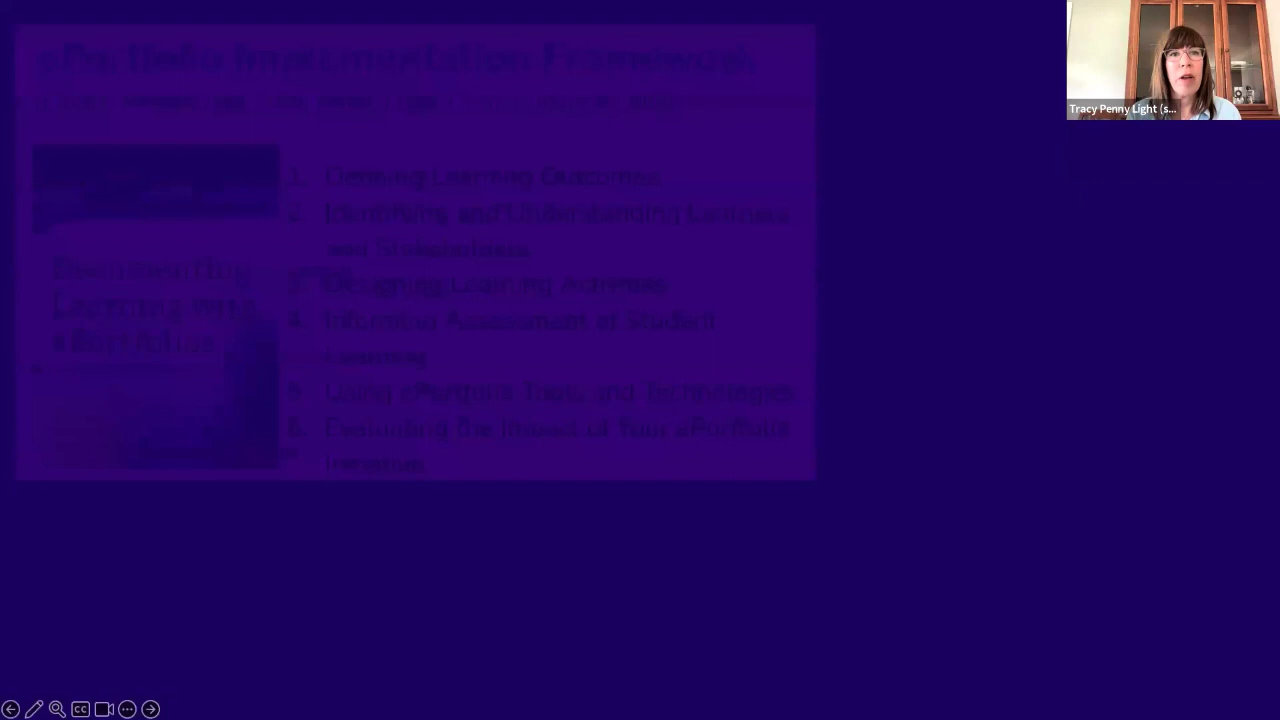 ePortfolio Implementation Framework
1. Defining Learning Outcomes
2. Identifying and Understanding Learners
and Stakeholders
Documenting
Learning with
ePortfolios
3. Designing Learning Activities
4. Informing Assessment of Student
Learning
5. Using ePortfolio Tools and Technologies
6. Evaluating the Impact of Your ePortfolio
Initiative
Tracy Penny Light (s...
CC